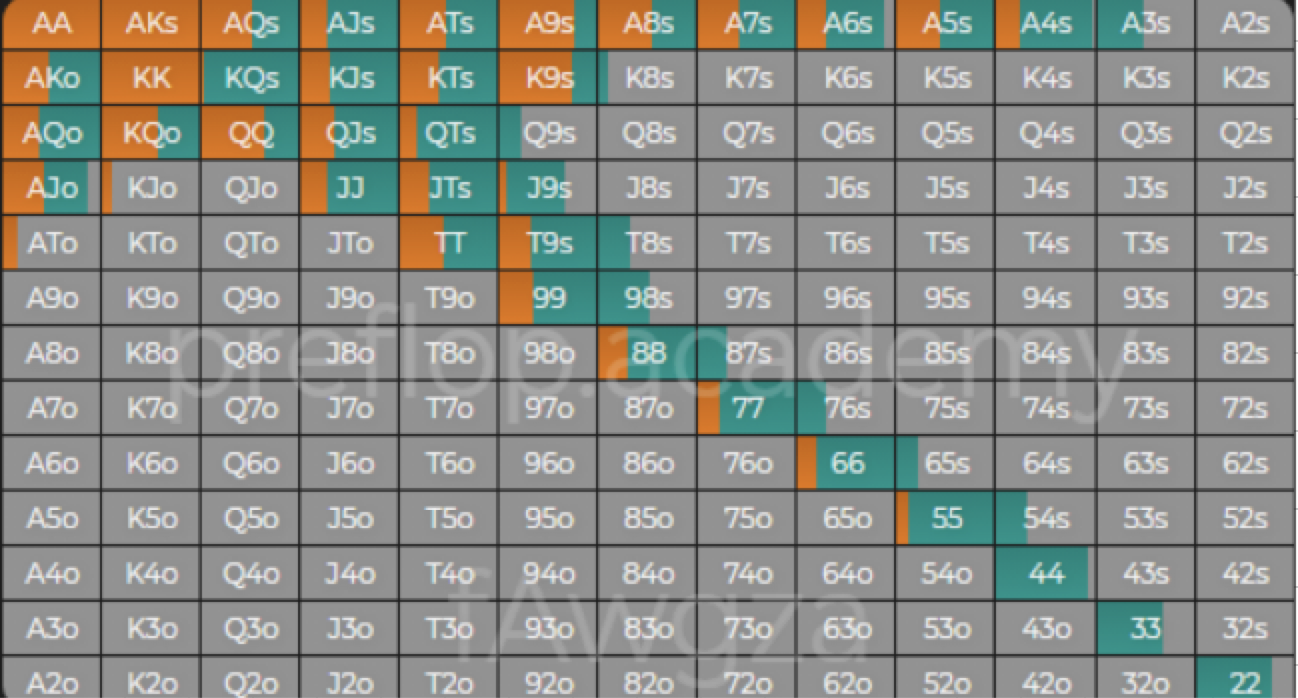 AA AKs AQs AJs ATs A9s A8s A7s A6s A5s A4s A3s A2s
AKo KK KQs KJs KTs K9s K8s K7s K6s K5s K4s K3s K2s
AQo KQo QQ QJs QTs Q9s Q8s Q7s Q6s Q5s Q4s Q3s Q2s
AJo KJo QJo JJ JTs J9s J8s J7s J6s J5s J4s J3s J2s
ATo KTo QTo JTo TT T9s T8s T7s T6s T5s T4s T3s T2s
A9o K9o Q9o J9o T9o 99 98s 97s 96s 95s 94s 93s 92s
preflop.academy
A8o K8o Q8o J8o T8o 98o 88 87s 86s 85s 84s 83s 82s
A7o K7o Q7o J7o T7o 97o 87o 77 76s 75s 74s 73s 72s
A6o K6o Q6o J6o T6o 96o 86o 76o 66 65s 64s 63s 62s
A5o K5o Q5o J5o T5o 95o 85o 75o 65o 55 54s 53s 52s
A4o K4o Q4o J4o T4o 94o 84o 74o 64o 54o 44 43s 42s
fAwgza
A3o K3o Q3o J3o T3o 93o 83o 73o 63o 53o 43o 33 32s
A2o K2o Q2o J2o T2o 92o 82o 72o 62o 52o 42o 32o 22